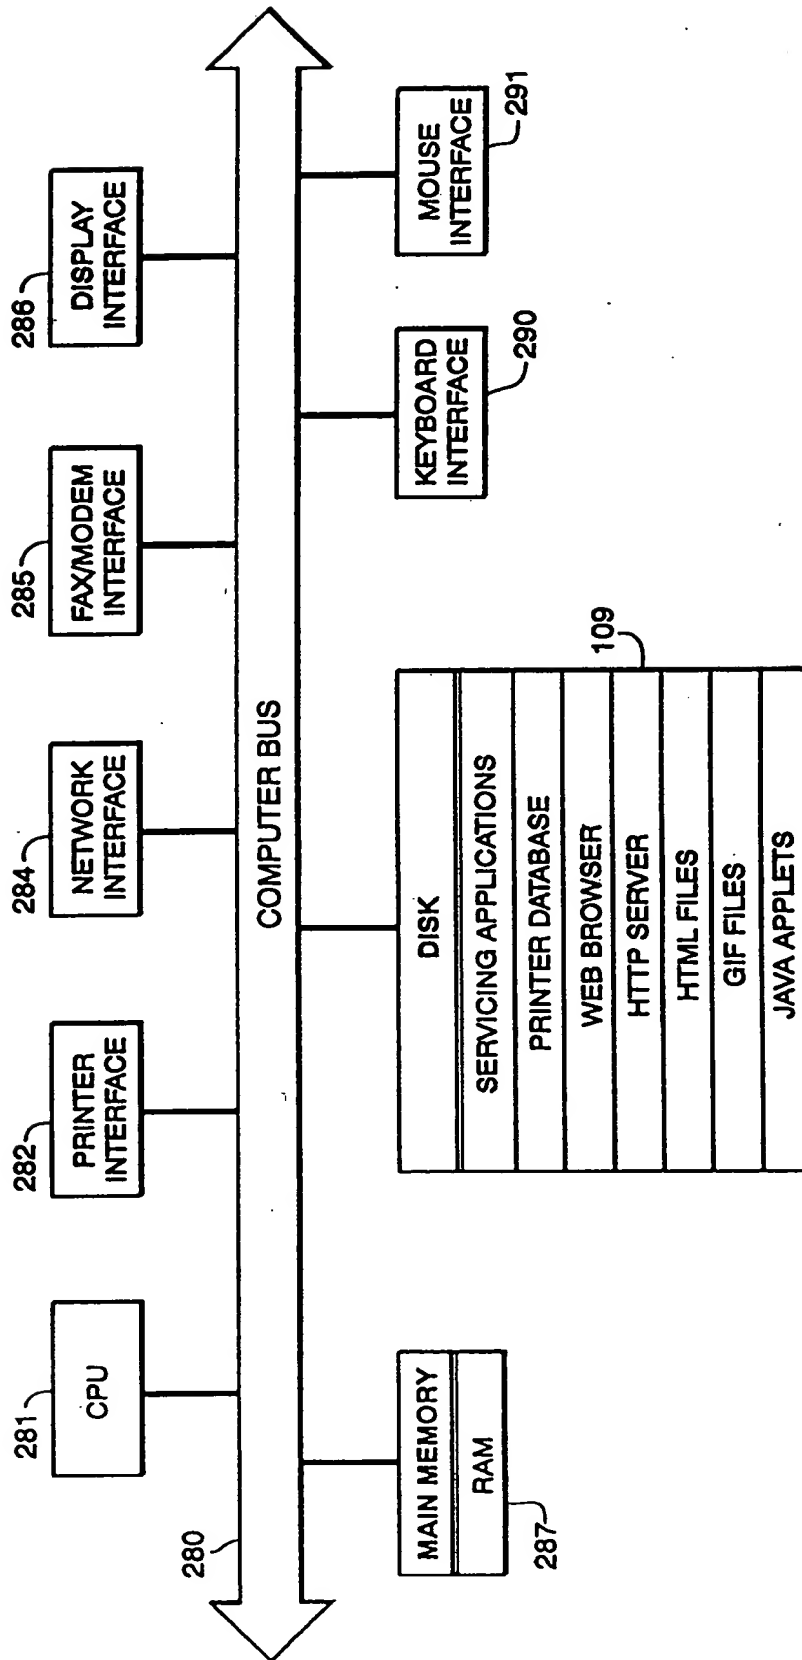 281
CPU
282
PRINTER
INTERFACE
284
NETWORK
INTERFACE
285
FAX/MODEM
INTERFACE
286
DISPLAY
INTERFACE
280
COMPUTER BUS
MAIN MEMORY
RAM
287
DISK
SERVICING APPLICATIONS
PRINTER DATABASE
WEB BROWSER
HTTP SERVER
HTML FILES
GIF FILES
JAVA APPLETS
109
KEYBOARD
INTERFACE
290
MOUSE
INTERFACE
291